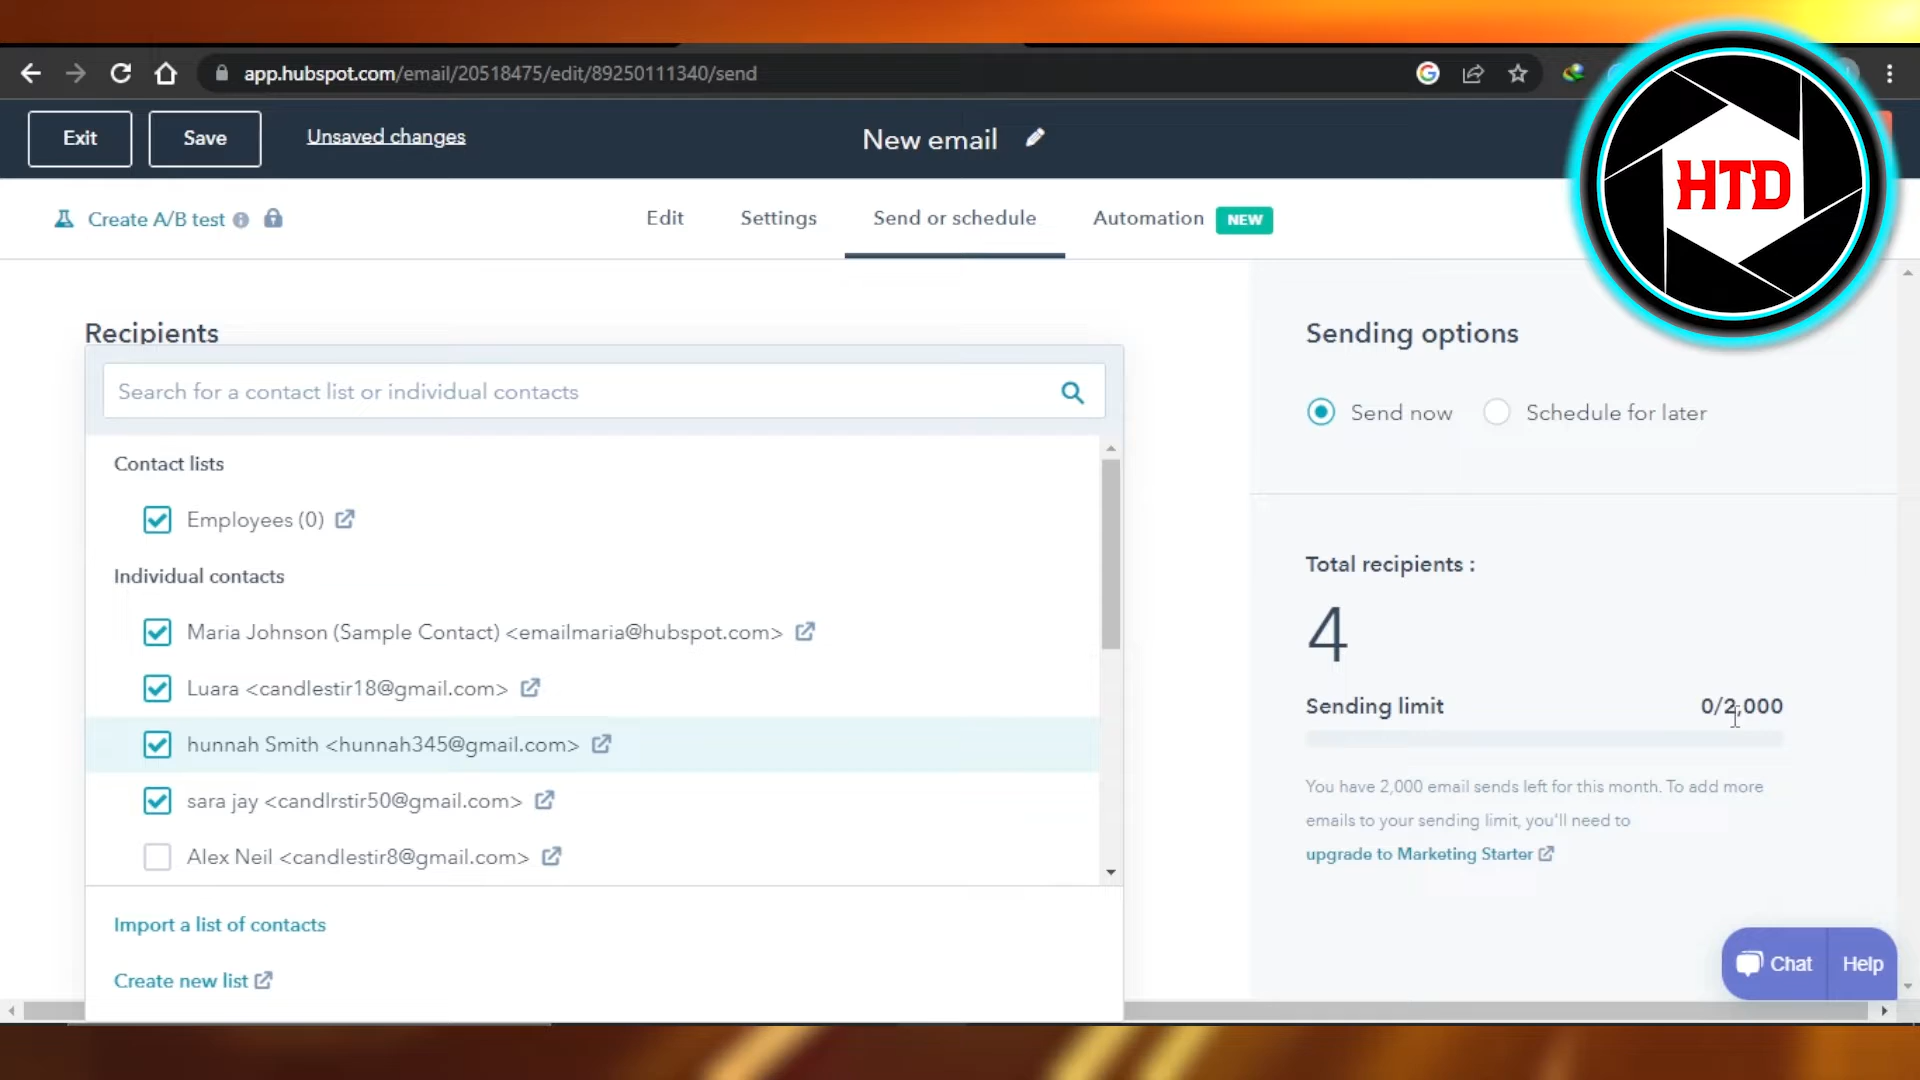 app.hubspot.com/email/20518475/edit/89250111340/send
Exit
Save
Unsaved changes
New email
HTD
Create A/B test
Edit
Settings
Send or schedule
Automation
NEW
Recipients
Search for a contact list or individual contacts
Contact lists
Employees (0)
Individual contacts
Maria Johnson (Sample Contact) <emailmaria@hubspot.com>
Luara <candlestir18@gmail.com>
hunnah Smith <hunnah345@gmail.com>
sara jay <candlrstir50@gmail.com>
Alex Neil <candlestir8@gmail.com>
Import a list of contacts
Create new list
Sending options
Send now
Schedule for later
Total recipients :
4
Sending limit
0/2,000
You have 2,000 email sends left for this month. To add more
emails to your sending limit, you'll need to
upgrade to Marketing Starter
Chat
Help